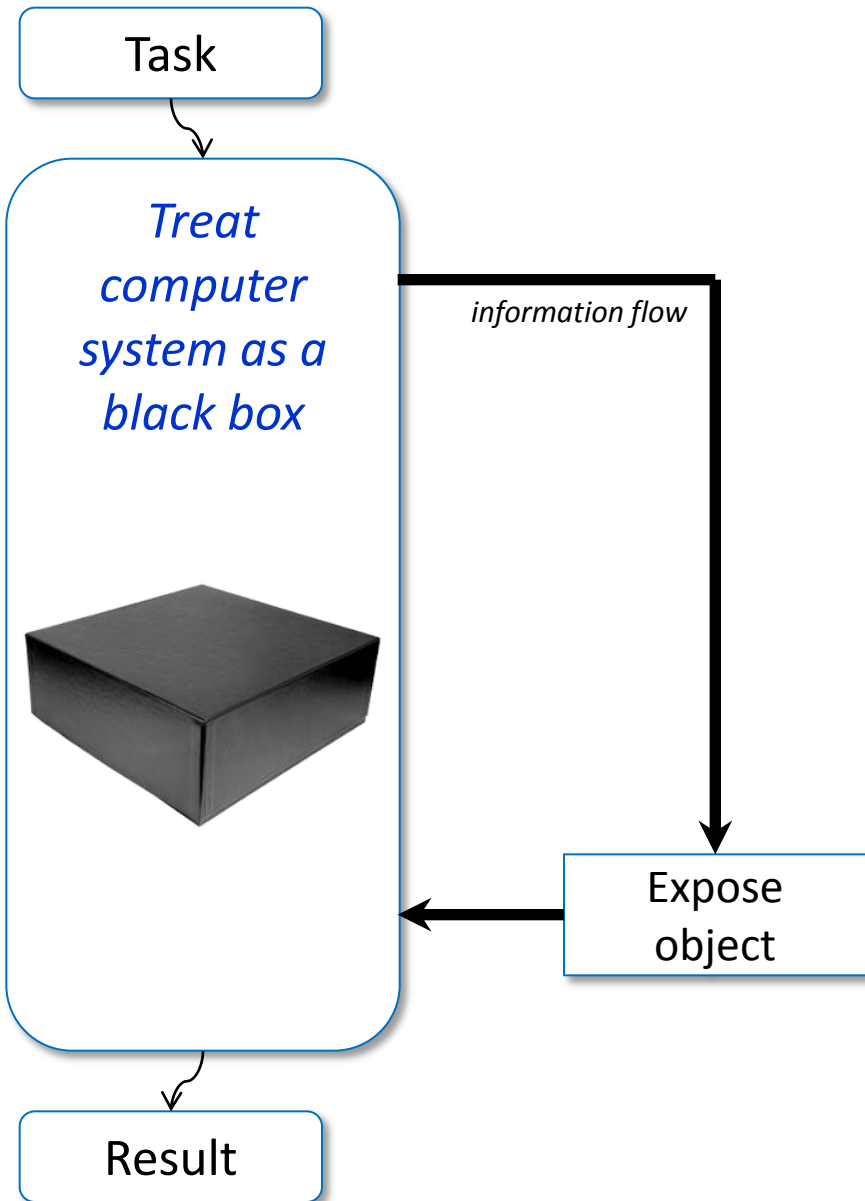 Task
Treat
computer
system as a
black box
information flow
Expose
object
Result